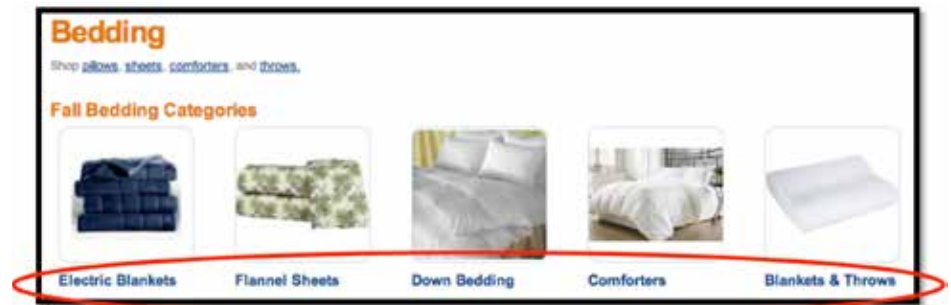 Bedding
Shop pillows, sheets, comforters, and throws.
Fall Bedding Categories
Electric Blankets Flannel Sheets Down Bedding Comforters Blankets & Throws